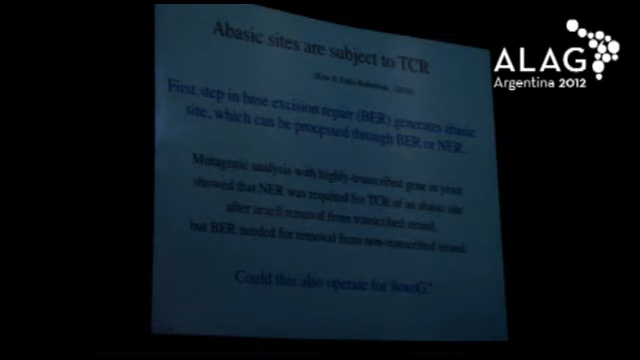 Abasic sites are subject to TCR
First step in base excision repair (BER) generates abasic
site, which can be processed through BER or NER.
Mutagenic analysis with highly-transcribed gene in yeast
showed that NER was required for TCR of an abasic site
after uracil removal from transcribed strand,
but BER needed for removal from non-transcribed strand.
Could this also operate for 8oxoG?
ALAG
Argentina 2012